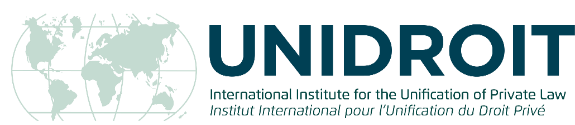 UNIDROIT
International Institute for the Unification of Private Law
Institut International pour l'Unification du Droit Privé